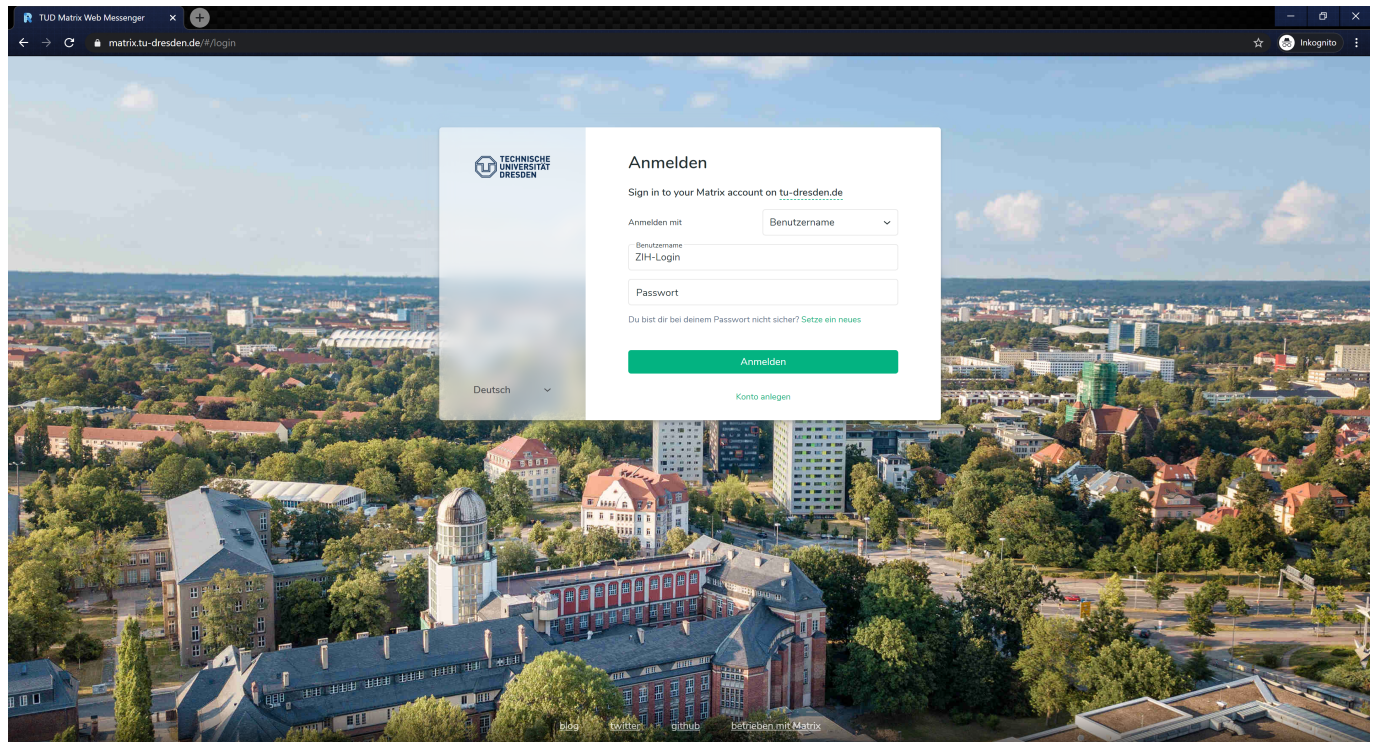 TUD Matrix Web Messenger
matrix.tu-dresden.de/#/login
Inkognito
TECHNISCHE
UNIVERSITÄT
DRESDEN
Deutsch
Anmelden
Sign in to your Matrix account on tu-dresden.de
Anmelden mit
Benutzername
Benutzername
ZIH-Login
Passwort
Du bist dir bei deinem Passwort nicht sicher? Setze ein neues
Anmelden
Konto anlegen
blog twitter github betrieben mit Matrix